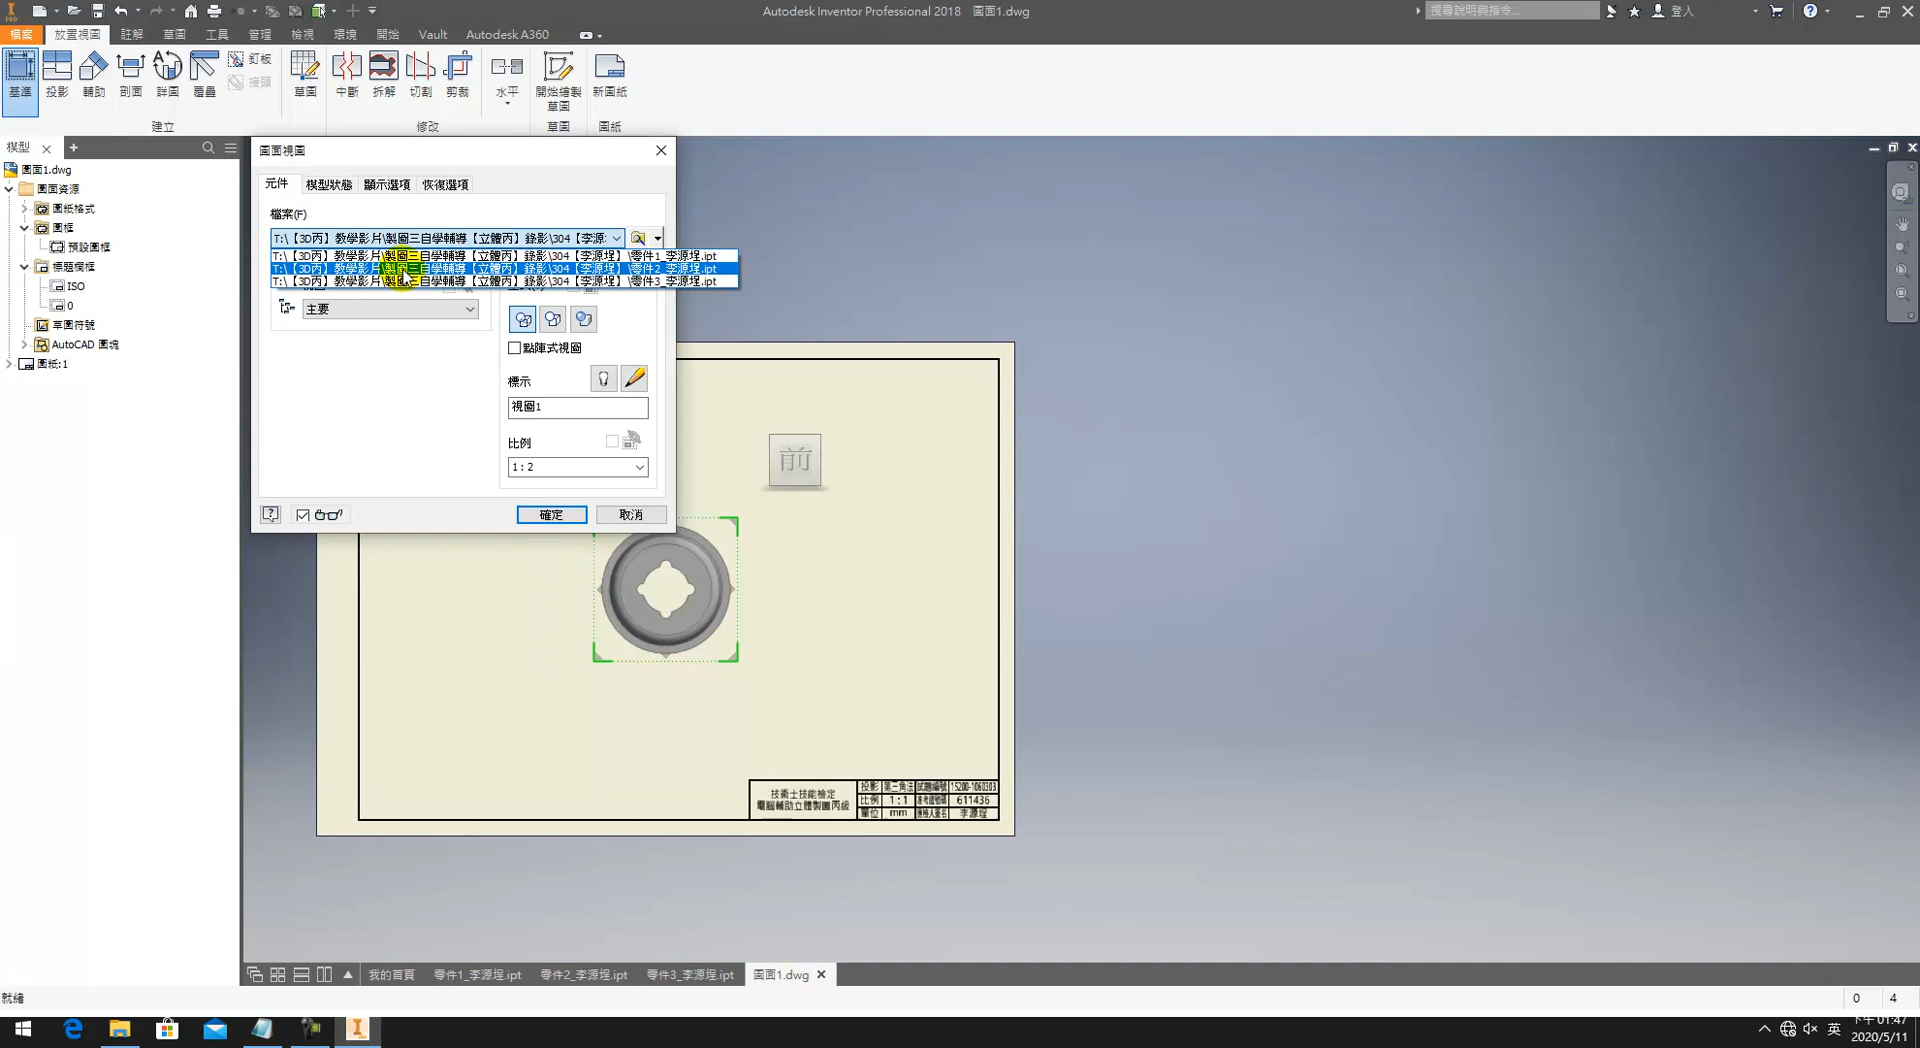 Autodesk Inventor Professional 2018 圖面1.dwg
搜尋說明與指令...
登入
檔案 放置視圖 註解 草圖 工具 管理 檢視 環境 開始 Vault Autodesk A360
基準 投影 輔助 剖面 詳圖 覆疊 釘板 接頭 草圖 中斷 拆解 切割 剪裁 水平 開始繪製草圖 新圖紙
建立 修改 草圖 圖紙
模型
圖面1.dwg
圖面資源
圖紙格式
圖框
預設圖框
標題欄框
ISO
0
草圖符號
AutoCAD 圖塊
圖紙:1
圖面視圖
元件 模型狀態 顯示選項 恢復選項
檔案(F)
T:\【3D丙】教學影片\製圖三自學輔導【立體丙】錄影\304【李源
T:\【3D丙】教學影片\製圖三自學輔導【立體丙】錄影\304【李源埕】\零件1_李源埕.ipt
T:\【3D丙】教學影片\製圖三自學輔導【立體丙】錄影\304【李源埕】\零件2_李源埕.ipt
T:\【3D丙】教學影片\製圖三自學輔導【立體丙】錄影\304【李源埕】\零件3_李源埕.ipt
主要
點陣式視圖
標示
視圖1
比例
1 : 2
確定 取消
前
技術士技能檢定
電腦輔助立體製圖丙級
投影 第三角法 試題編號 15200-1060303
比例 1:1 准考證號碼 611436
單位 mm 應檢人簽名 李源埕
我的首頁 零件1_李源埕.ipt 零件2_李源埕.ipt 零件3_李源埕.ipt 圖面1.dwg
就緒
0 4
英
下午 01:47
2020/5/11